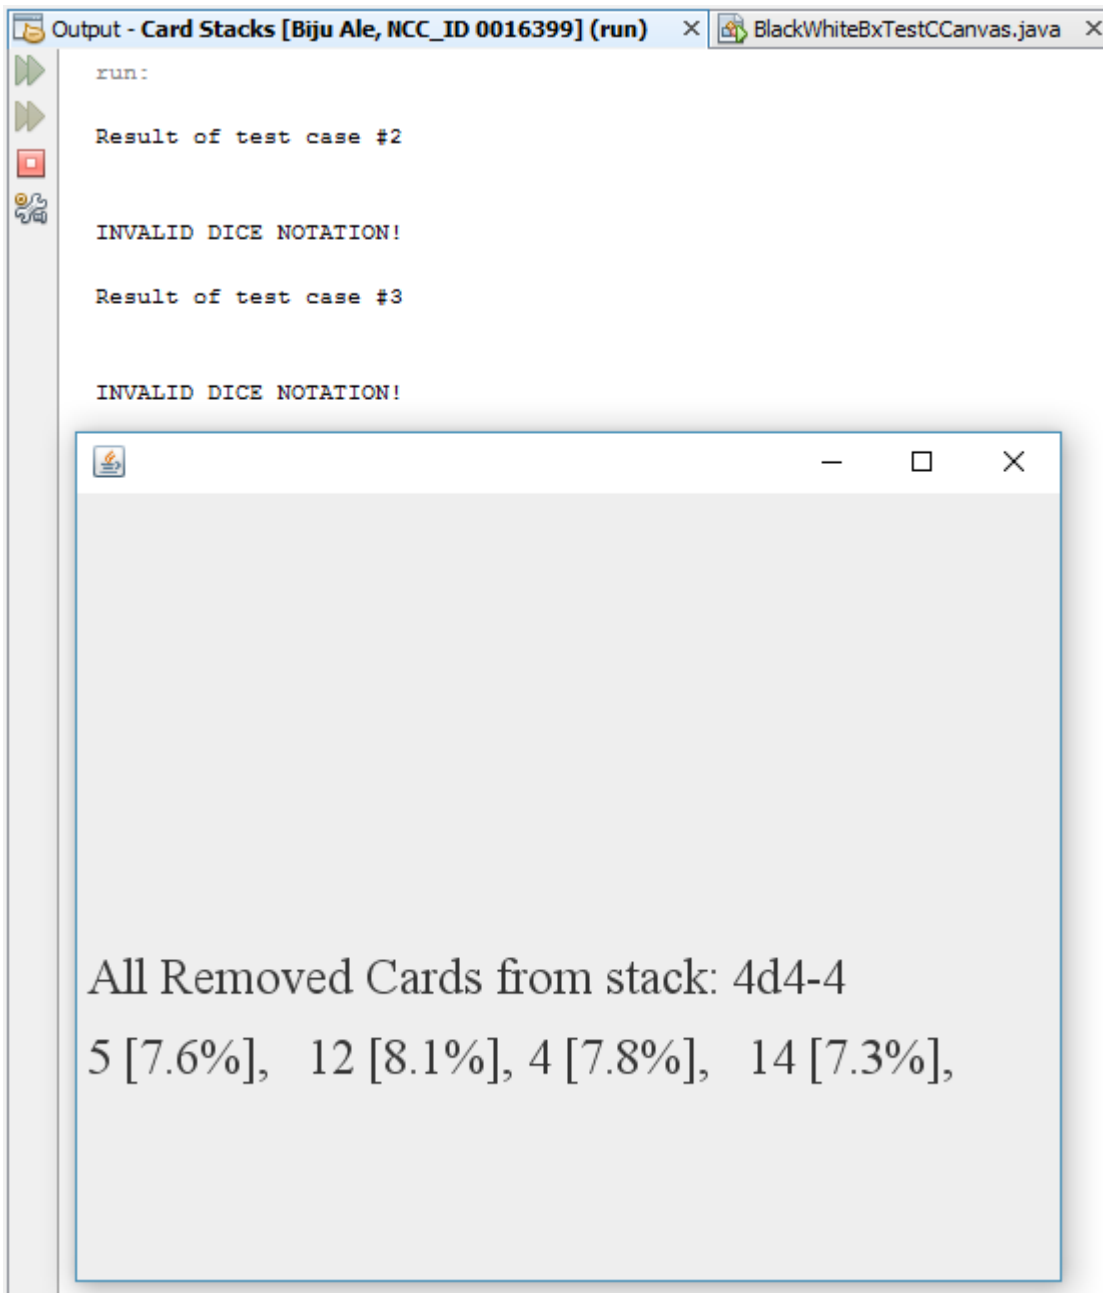 Output - Card Stacks [Biju Ale, NCC_ID 0016399] (run) BlackWhiteBxTestCCanvas.java
run:
Result of test case #2
INVALID DICE NOTATION!
Result of test case #3
INVALID DICE NOTATION!
All Removed Cards from stack: 4d4-4
5 [7.6%], 12 [8.1%], 4 [7.8%], 14 [7.3%],